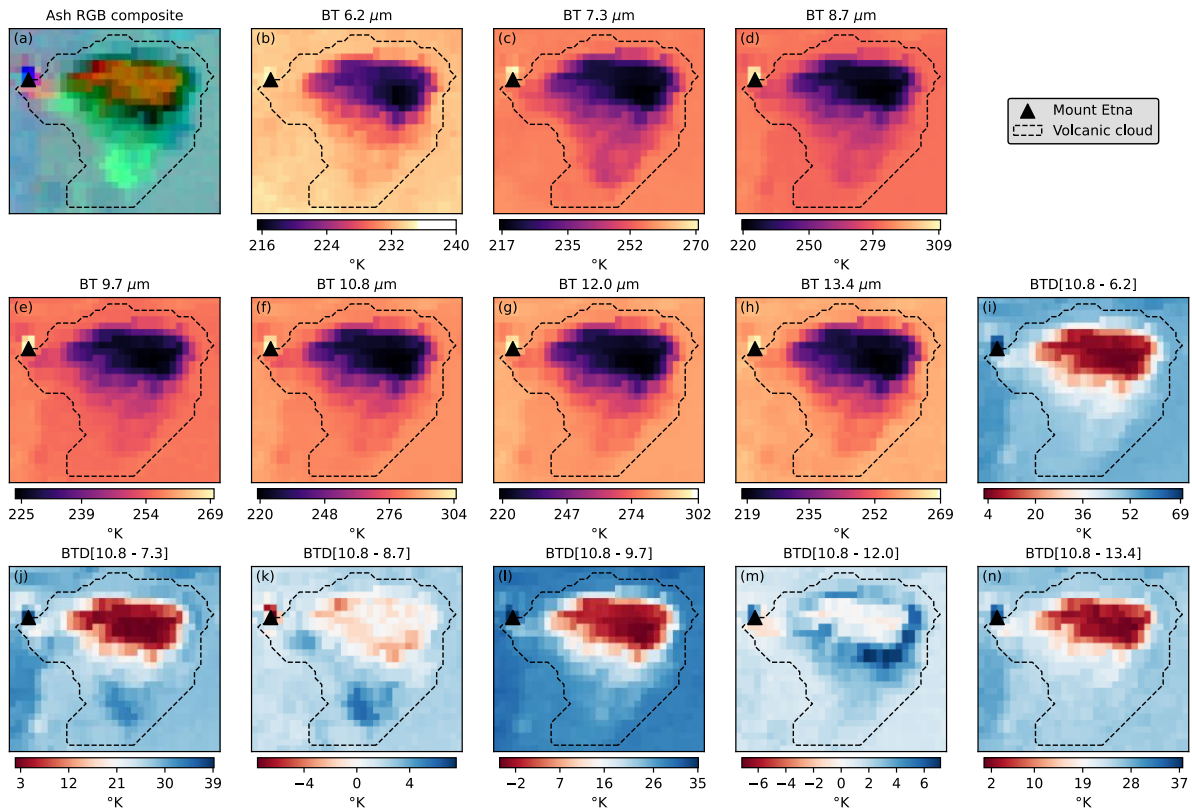 Ash RGB composite
BT 6.2 μm
BT 7.3 μm
BT 8.7 μm
(a)
(b)
(c)
(d)
Mount Etna
Volcanic cloud
216 224 232 240
°K
217 235 252 270
°K
220 250 279 309
°K
BT 9.7 μm
BT 10.8 μm
BT 12.0 μm
BT 13.4 μm
BTD[10.8 - 6.2]
(e)
(f)
(g)
(h)
(i)
225 239 254 269
°K
220 248 276 304
°K
220 247 274 302
°K
219 236 252 269
°K
4 20 36 52 69
°K
BTD[10.8 - 7.3]
BTD[10.8 - 8.7]
BTD[10.8 - 9.7]
BTD[10.8 - 12.0]
BTD[10.8 - 13.4]
(j)
(k)
(l)
(m)
(n)
3 12 21 30 39
°K
−4 0 4
°K
−2 7 16 26 35
°K
−6 −4 −2 0 2 4 6
°K
2 10 19 28 37
°K